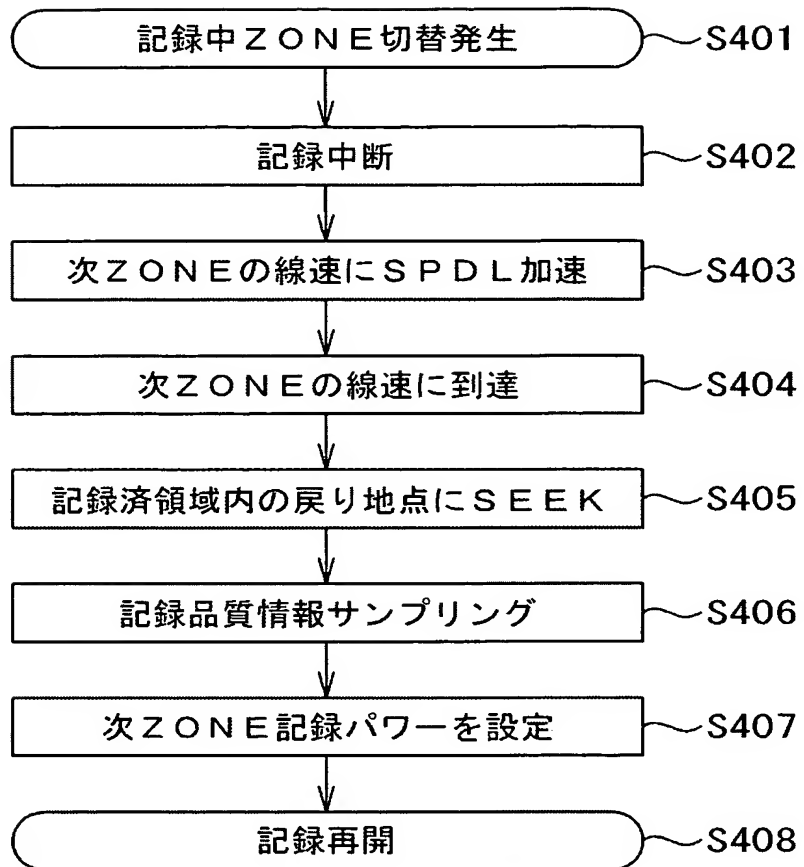 記録中ZONE切替発生 S401
記録中断 S402
次ZONEの線速にSPDL加速 S403
次ZONEの線速に到達 S404
記録済領域内の戻り地点にSEEK S405
記録品質情報サンプリング S406
次ZONE記録パワーを設定 S407
記録再開 S408